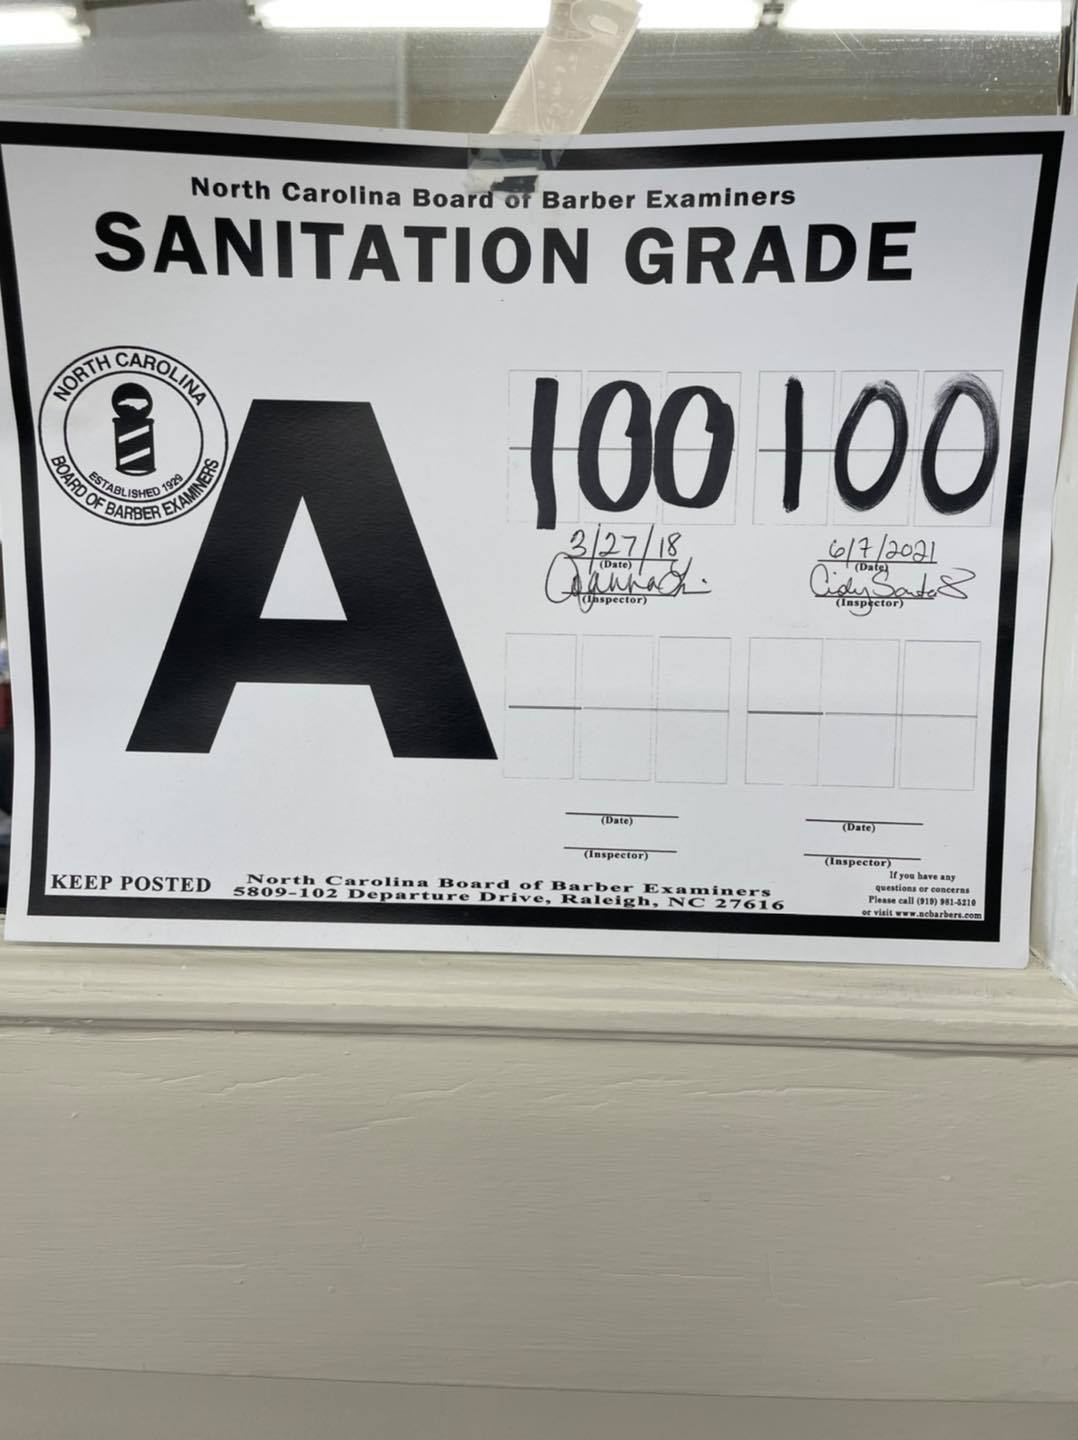 North Carolina Board of Barber Examiners
SANITATION GRADE
NORTH CAROLINA
ESTABLISHED 1929
BOARD OF BARBER EXAMINERS
A
100
100
3/27/18
(Date)
(Inspector)
6/7/2021
(Date)
(Inspector)
(Date)
(Inspector)
(Date)
(Inspector)
KEEP POSTED
North Carolina Board of Barber Examiners
5809-102 Departure Drive, Raleigh, NC 27616
If you have any
questions or concerns
Please call (919) 981-5210
or visit www.ncbarbers.com